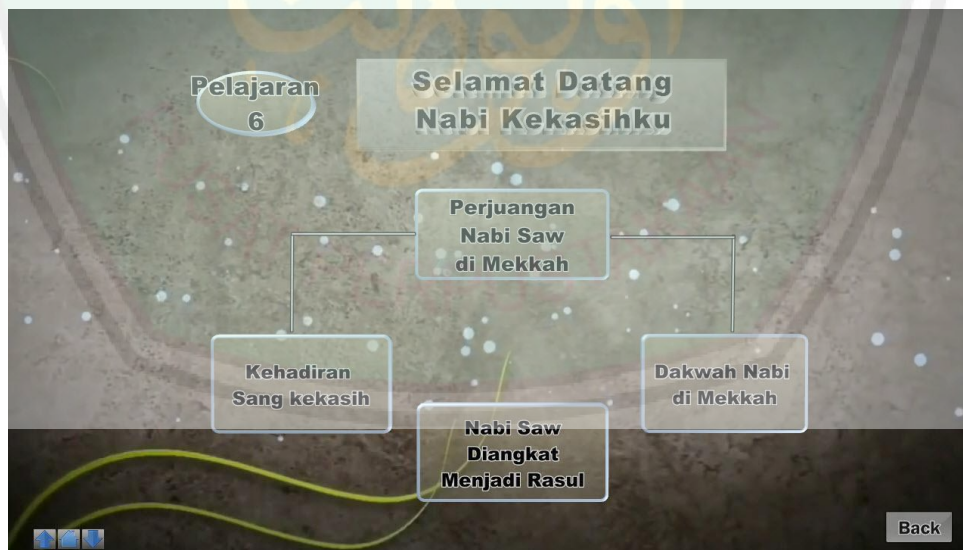 Pelajaran
6
Selamat Datang
Nabi Kekasihku
Perjuangan
Nabi Saw
di Mekkah
Kehadiran
Sang kekasih
Dakwah Nabi
di Mekkah
Nabi Saw
Diangkat
Menjadi Rasul
Back